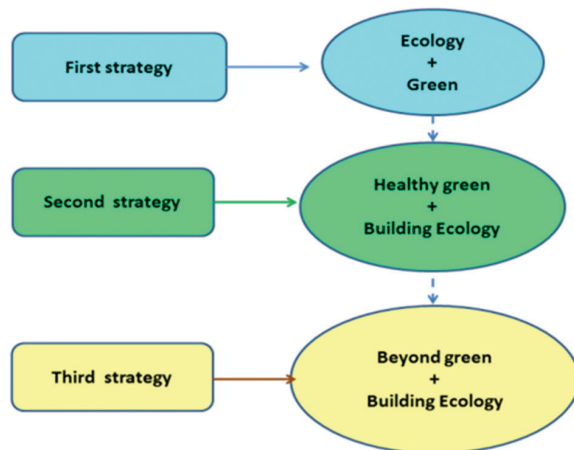 First strategy
Ecology
+
Green
Second strategy
Healthy green
+
Building Ecology
Third strategy
Beyond green
+
Building Ecology